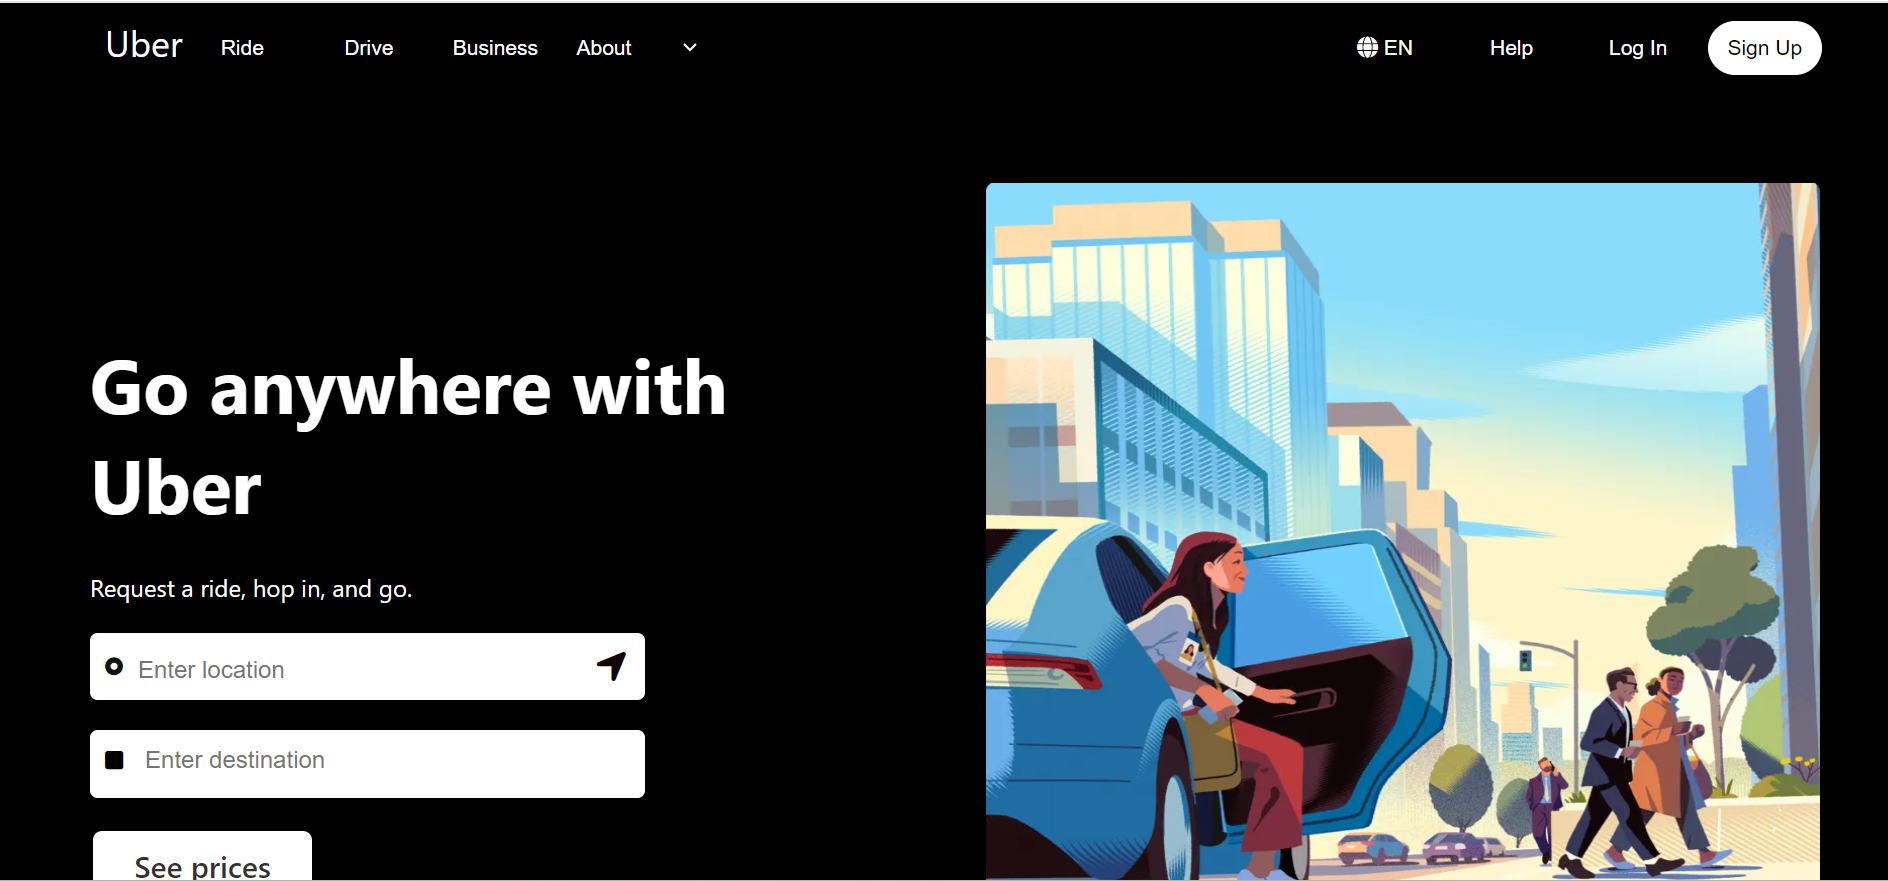 Uber Ride Drive Business About EN Help Log In Sign Up
Go anywhere with
Uber
Request a ride, hop in, and go.
Enter location
Enter destination
See prices